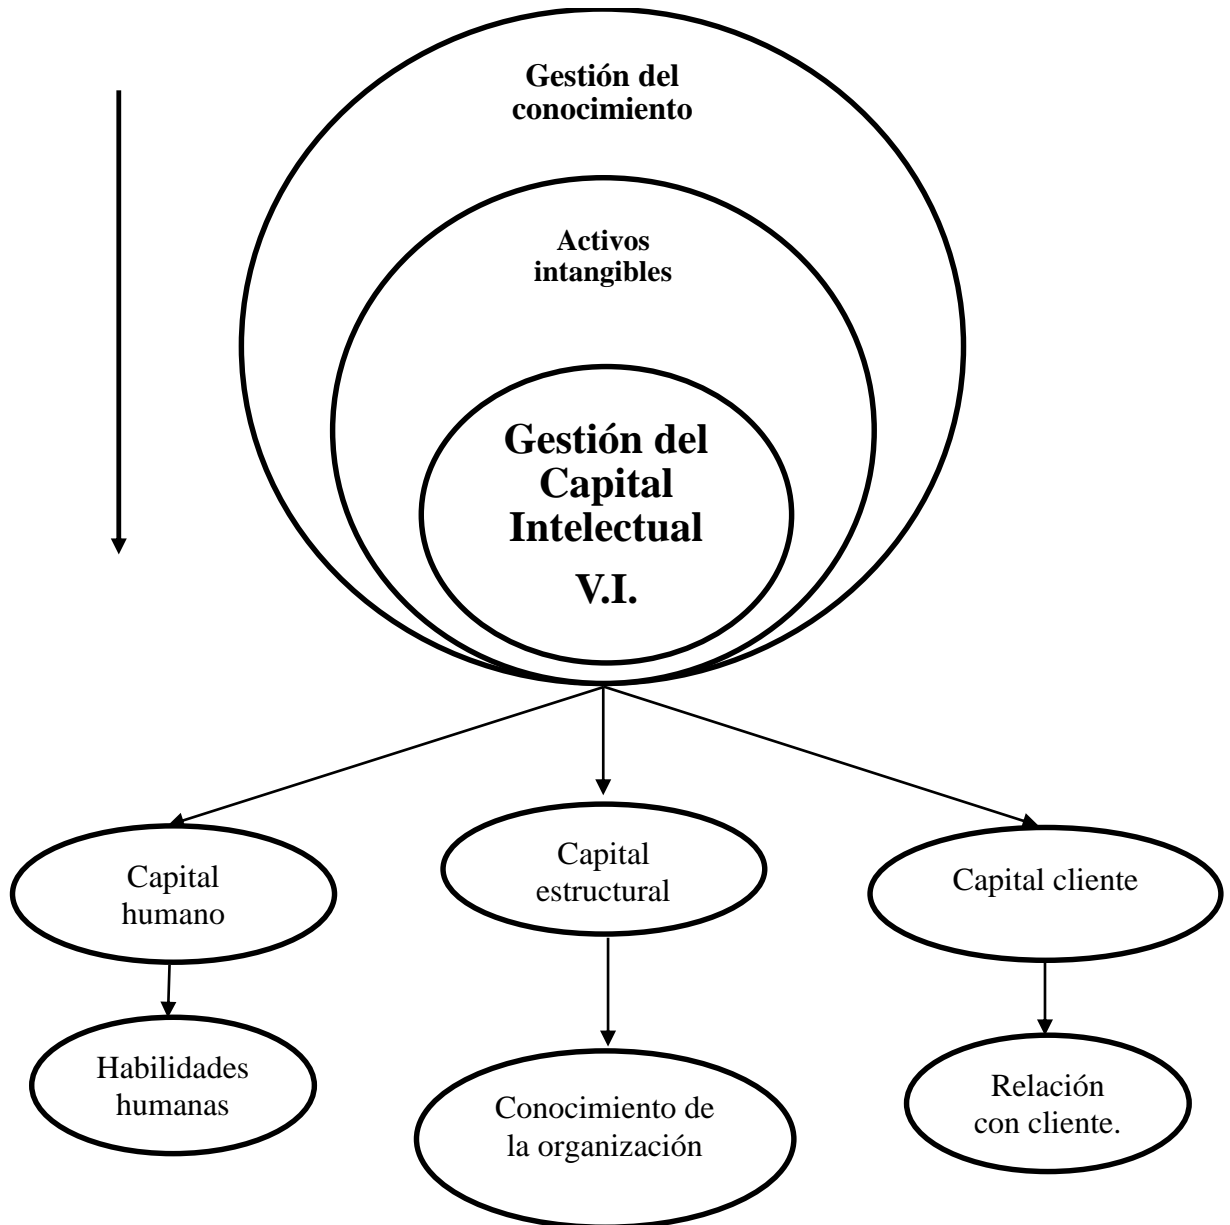 Gestión del
conocimiento
Activos
intangibles
Gestión del
Capital
Intelectual
V.I.
Capital
humano
Capital
estructural
Capital cliente
Habilidades
humanas
Conocimiento de
la organización
Relación
con cliente.